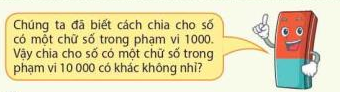 Chúng ta đã biết cách chia cho số
có một chữ số trong phạm vi 1000.
Vậy chia cho số có một chữ số trong
phạm vi 10 000 có khác không nhỉ?